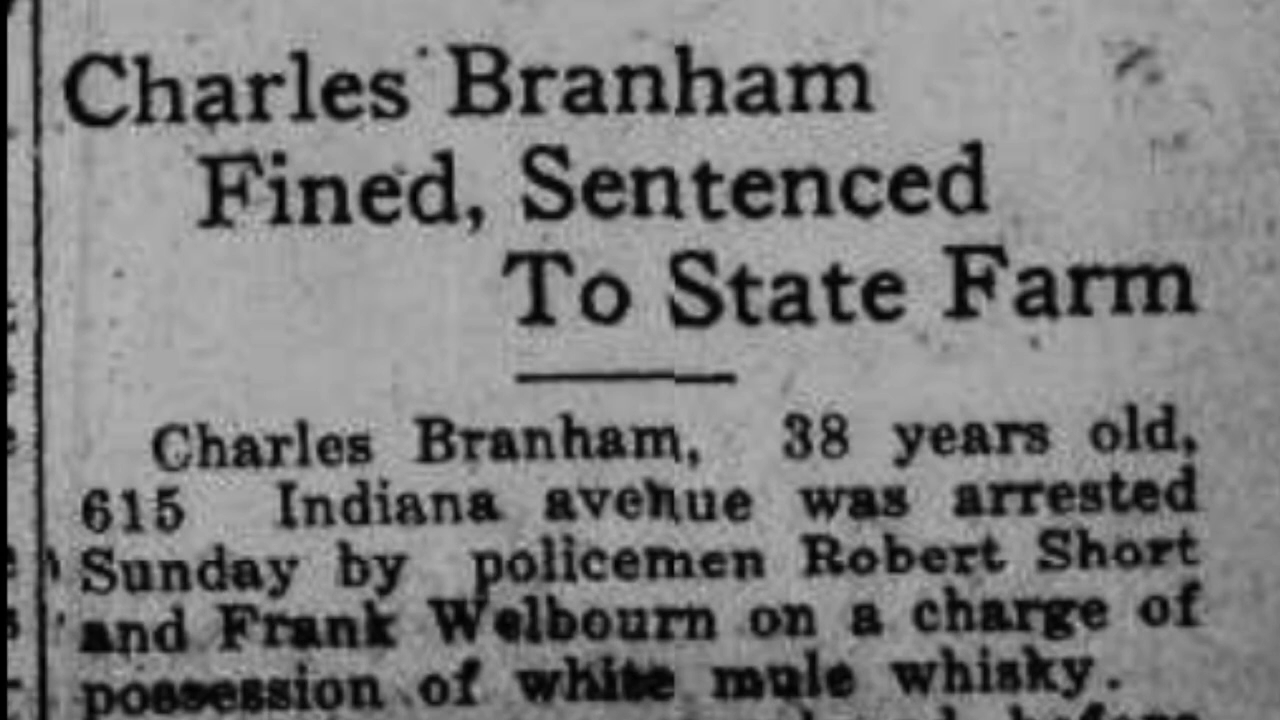 Charles Branham
Fined, Sentenced
To State Farm
Charles Branham, 38 years old,
615 Indiana avenue was arrested
Sunday by policemen Robert Short
and Frank Welbourn on a charge of
possession of white mule whisky.
before